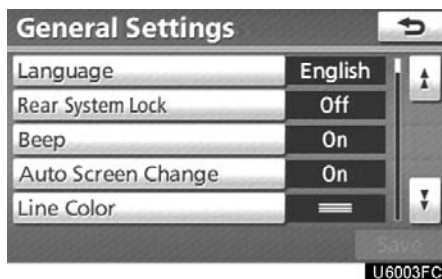 General Settings
Language English
Rear System Lock Off
Beep On
Auto Screen Change On
Line Color
Save
U6003FC